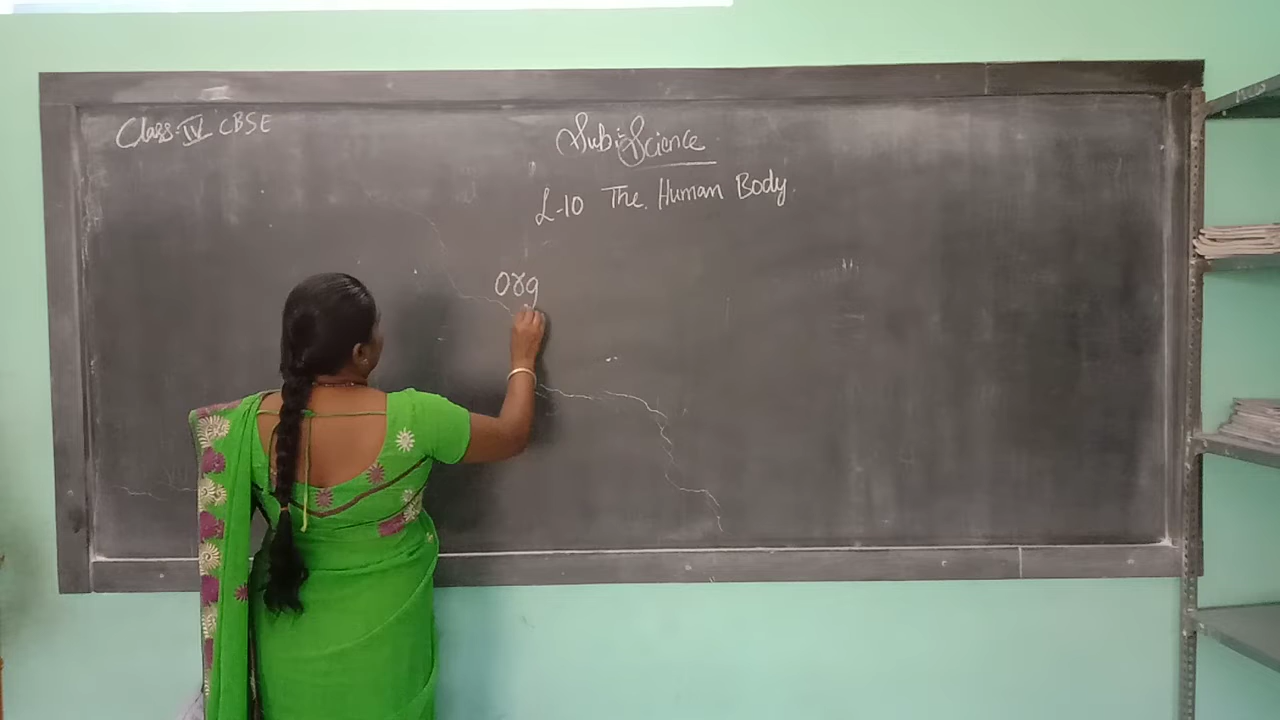 Class:-IV CBSE
Sub:-Science
L-10 The Human Body.
Org